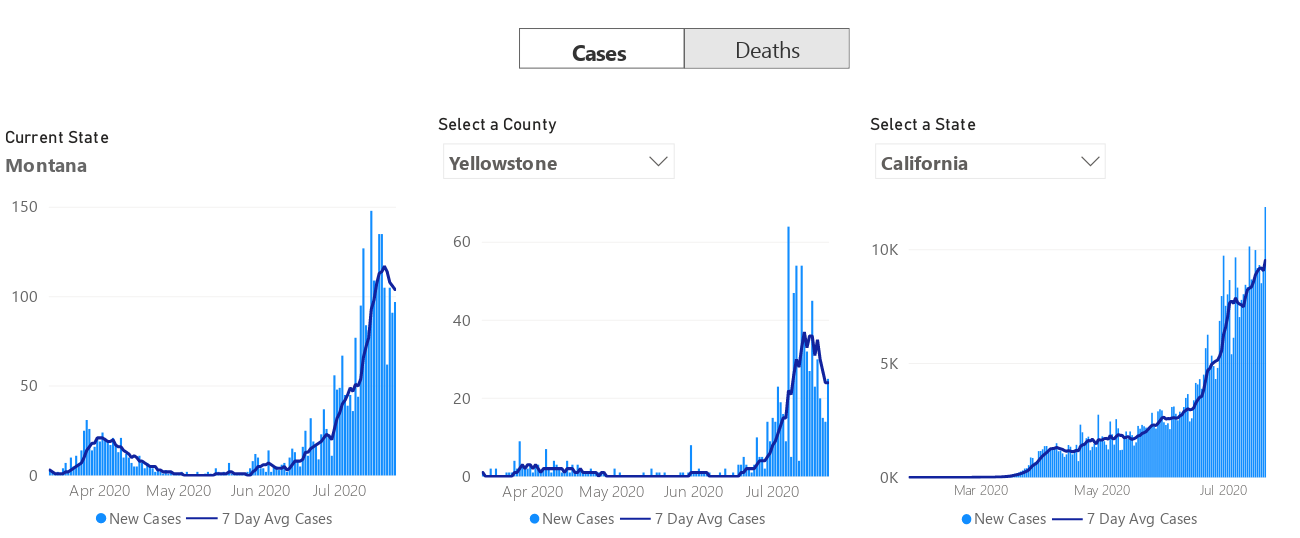 Cases Deaths
Current State
Montana
150
100
50
0
Apr 2020 May 2020 Jun 2020 Jul 2020
New Cases 7 Day Avg Cases
Select a County
Yellowstone
60
40
20
0
Apr 2020 May 2020 Jun 2020 Jul 2020
New Cases 7 Day Avg Cases
Select a State
California
10K
5K
0K
Mar 2020 May 2020 Jul 2020
New Cases 7 Day Avg Cases